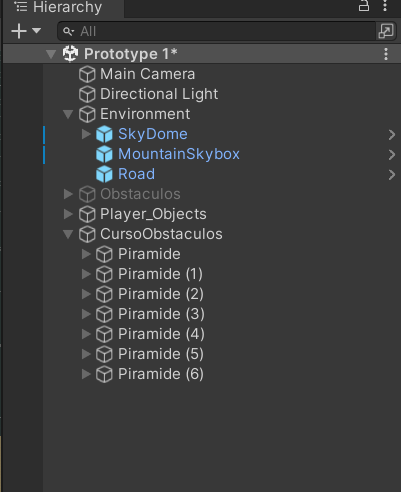 Hierarchy
All
Prototype 1*
Main Camera
Directional Light
Environment
SkyDome
MountainSkybox
Road
Obstaculos
Player_Objects
CursoObstaculos
Piramide
Piramide (1)
Piramide (2)
Piramide (3)
Piramide (4)
Piramide (5)
Piramide (6)